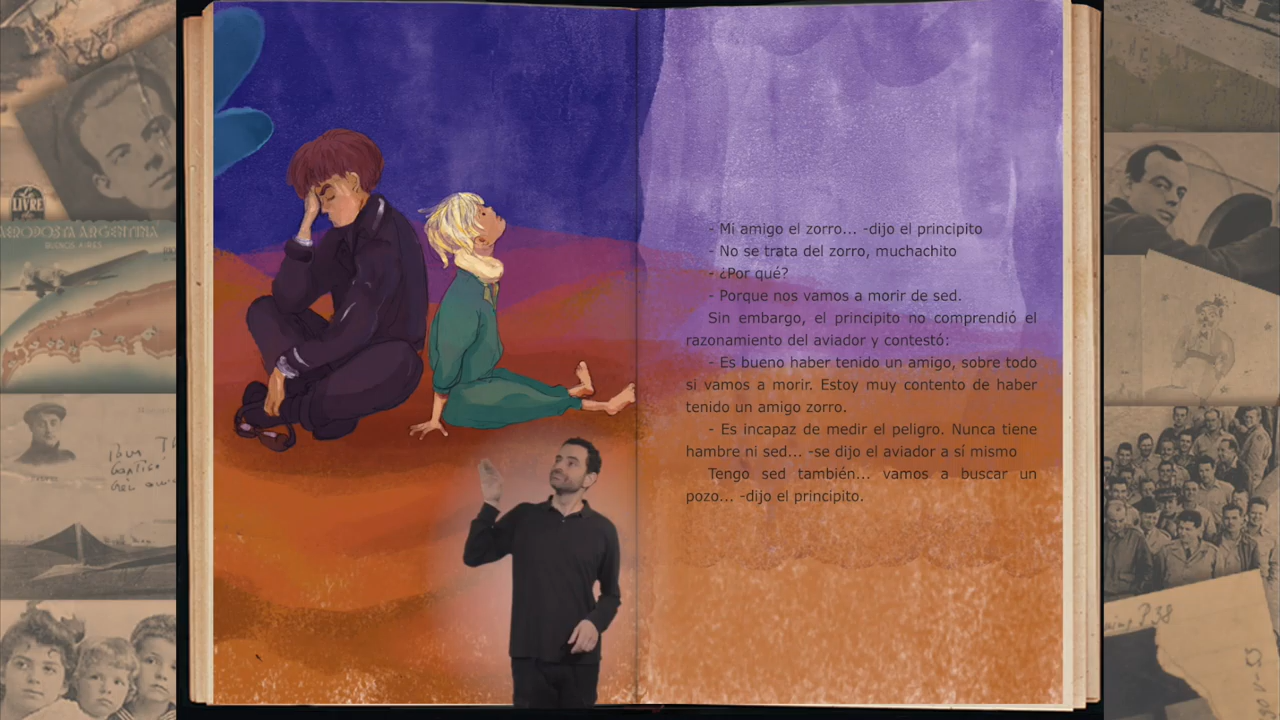 LE LIVRE
AEROPOSTA ARGENTINA
BUENOS AIRES
- Mi amigo el zorro... -dijo el principito
- No se trata del zorro, muchachito
- ¿Por qué?
- Porque nos vamos a morir de sed.
Sin embargo, el principito no comprendió el
razonamiento del aviador y contestó:
- Es bueno haber tenido un amigo, sobre todo
si vamos a morir. Estoy muy contento de haber
tenido un amigo zorro.
- Es incapaz de medir el peligro. Nunca tiene
hambre ni sed... -se dijo el aviador a sí mismo
Tengo sed también... vamos a buscar un
pozo... -dijo el principito.
P38